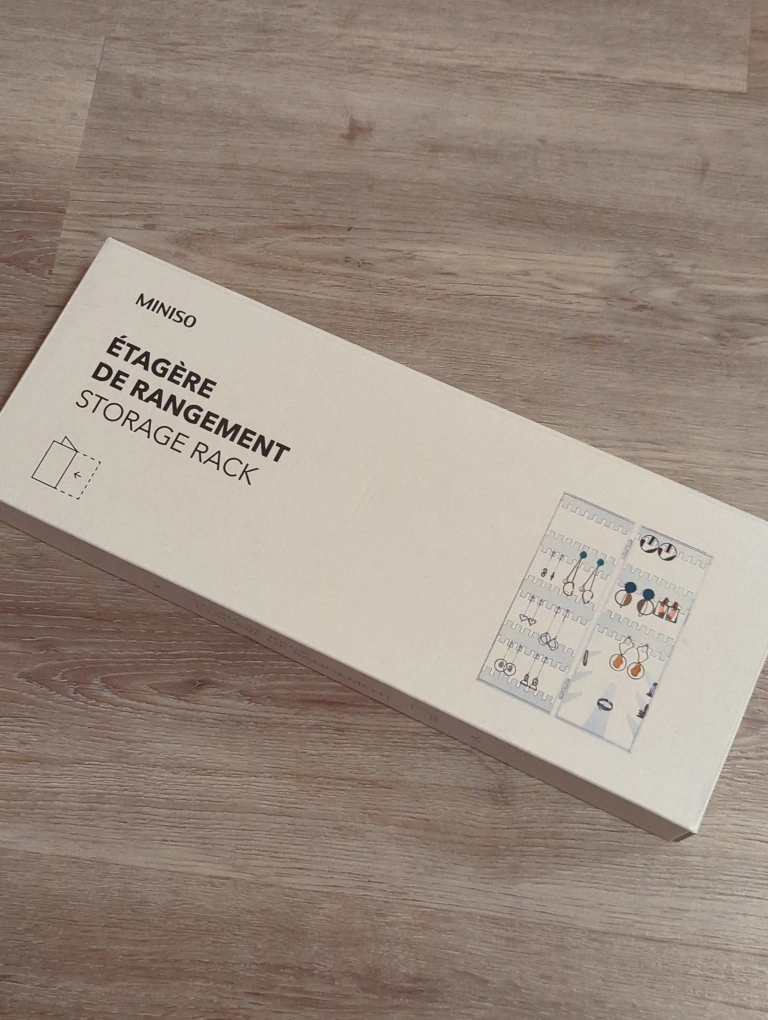 MINISO
ÉTAGÈRE
DE RANGEMENT
STORAGE RACK